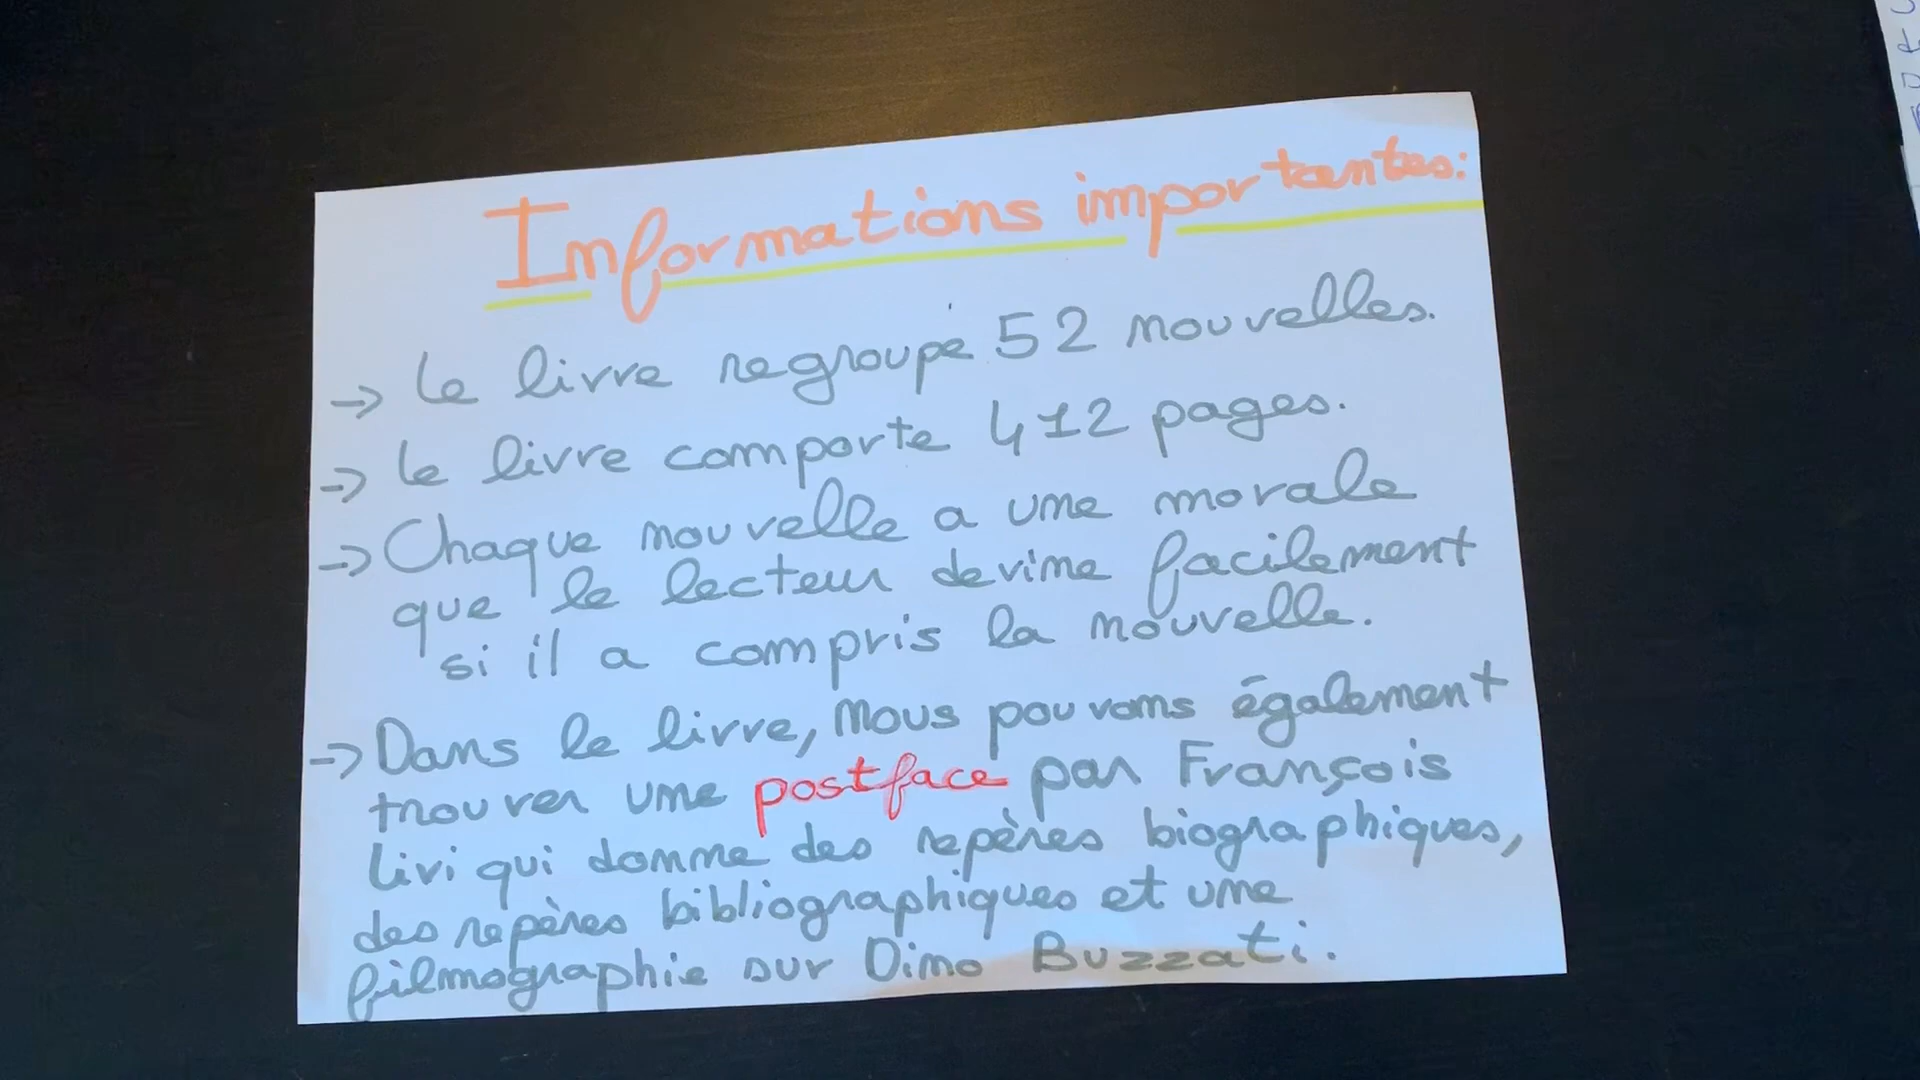 Informations importantes:
-> Le livre regroupe 52 nouvelles.
-> Le livre comporte 412 pages.
-> Chaque nouvelle a une morale
que le lecteur devine facilement
si il a compris la nouvelle.
-> Dans le livre, nous pouvons également
trouver une postface par François
Livi qui donne des repères biographiques,
des repères bibliographiques et une
filmographie sur Dino Buzzati.